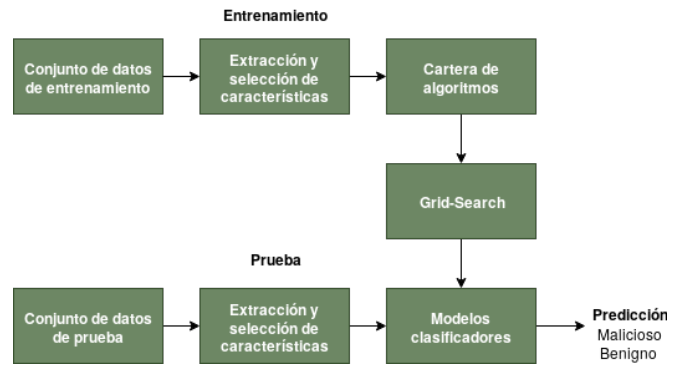 Entrenamiento
Conjunto de datos
de entrenamiento
Extracción y
selección de
características
Cartera de
algoritmos
Grid-Search
Prueba
Conjunto de datos
de prueba
Extracción y
selección de
características
Modelos
clasificadores
Predicción
Malicioso
Benigno